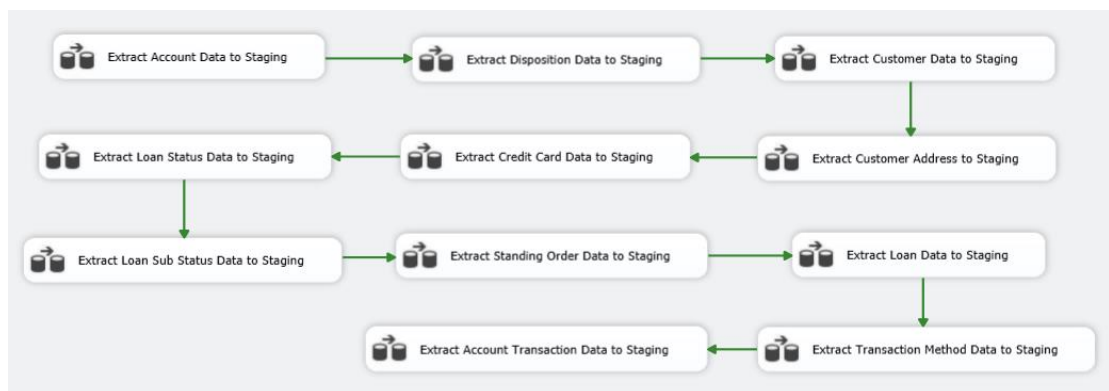 Extract Account Data to Staging
Extract Disposition Data to Staging
Extract Customer Data to Staging
Extract Customer Address to Staging
Extract Credit Card Data to Staging
Extract Loan Status Data to Staging
Extract Loan Sub Status Data to Staging
Extract Standing Order Data to Staging
Extract Loan Data to Staging
Extract Transaction Method Data to Staging
Extract Account Transaction Data to Staging